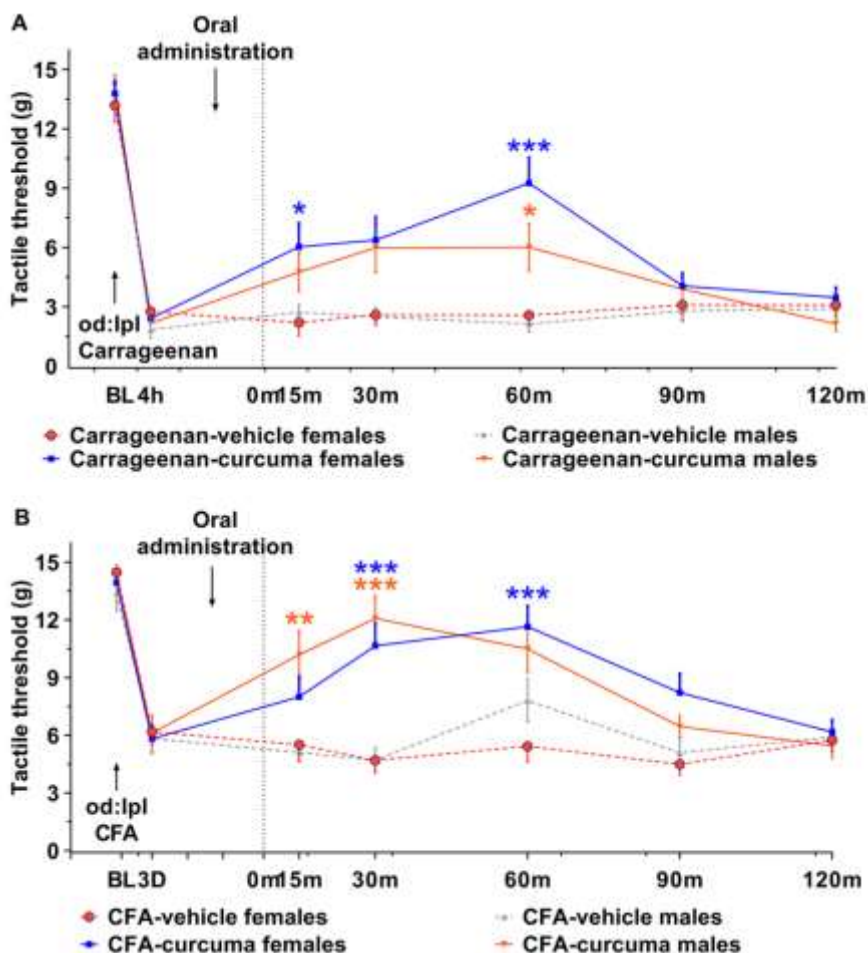 A
Oral
administration
15
12
9
6
3
0
Tactile threshold (g)
***
*
*
od:Ipl
Carrageenan
BL 4h 0m 15m 30m 60m 90m 120m
Carrageenan-vehicle females Carrageenan-vehicle males
Carrageenan-curcuma females Carrageenan-curcuma males
B
Oral
administration
15
12
9
6
3
0
Tactile threshold (g)
***
***
***
**
od:Ipl
CFA
BL 3D 0m 15m 30m 60m 90m 120m
CFA-vehicle females CFA-vehicle males
CFA-curcuma females CFA-curcuma males